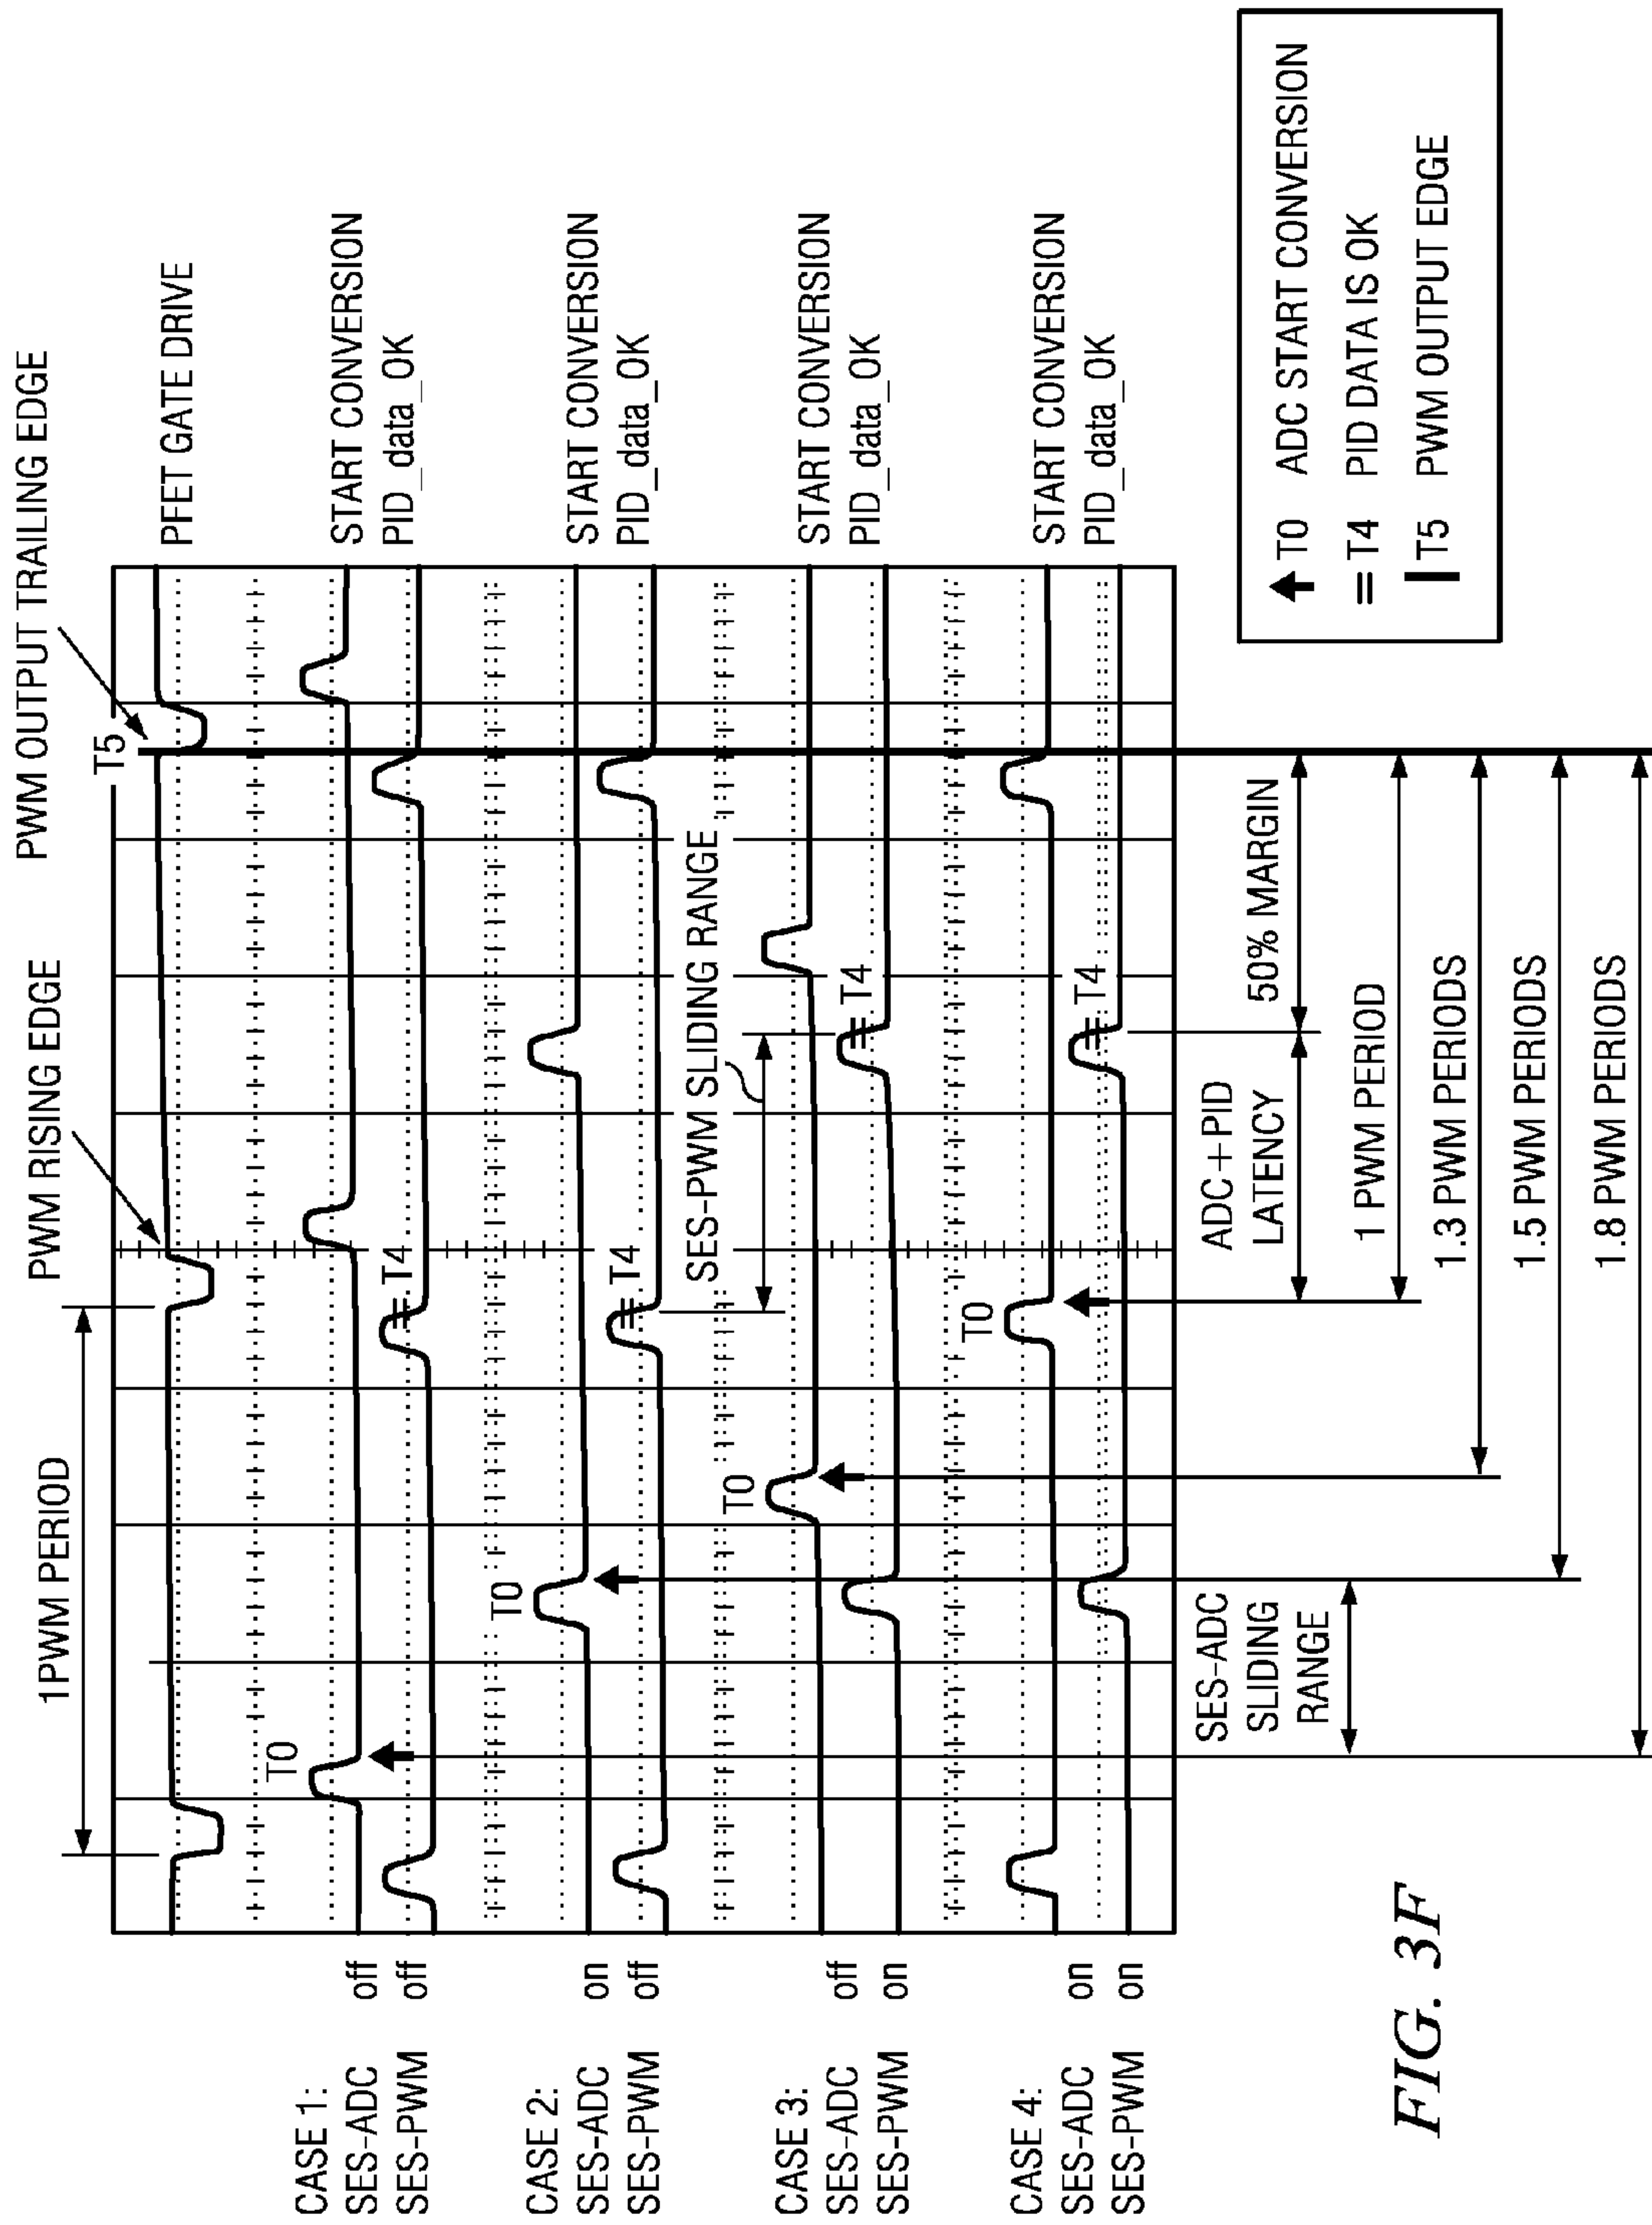 PWM RISING EDGE
PWM OUTPUT TRAILING EDGE
1PWM PERIOD
T5
PFET GATE DRIVE
CASE 1:
SES-ADC off
SES-PWM off
T0
T4
START CONVERSION
PID_data_OK
CASE 2:
SES-ADC on
SES-PWM off
T0
T4
START CONVERSION
PID_data_OK
SES-PWM SLIDING RANGE
CASE 3:
SES-ADC off
SES-PWM on
T0
T4
START CONVERSION
PID_data_OK
CASE 4:
SES-ADC on
SES-PWM on
T0
T4
START CONVERSION
PID_data_OK
SES-ADC
SLIDING
RANGE
ADC+PID
LATENCY
50% MARGIN
1 PWM PERIOD
1.3 PWM PERIODS
1.5 PWM PERIODS
1.8 PWM PERIODS
T0 ADC START CONVERSION
= T4 PID DATA IS OK
T5 PWM OUTPUT EDGE
FIG. 3F